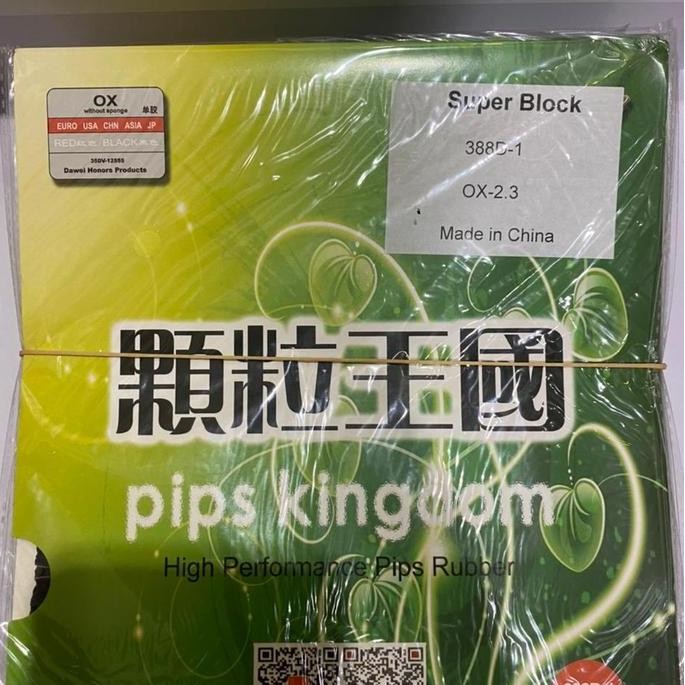 OX
without sponge 单胶
EURO USA CHN ASIA JP
RED红色 BLACK黑色
35DV-12555
Dawei Honors Products
Super Block
388D-1
OX-2.3
Made in China
顆粒王國
pips kingdom
High Performance Pips Rubber